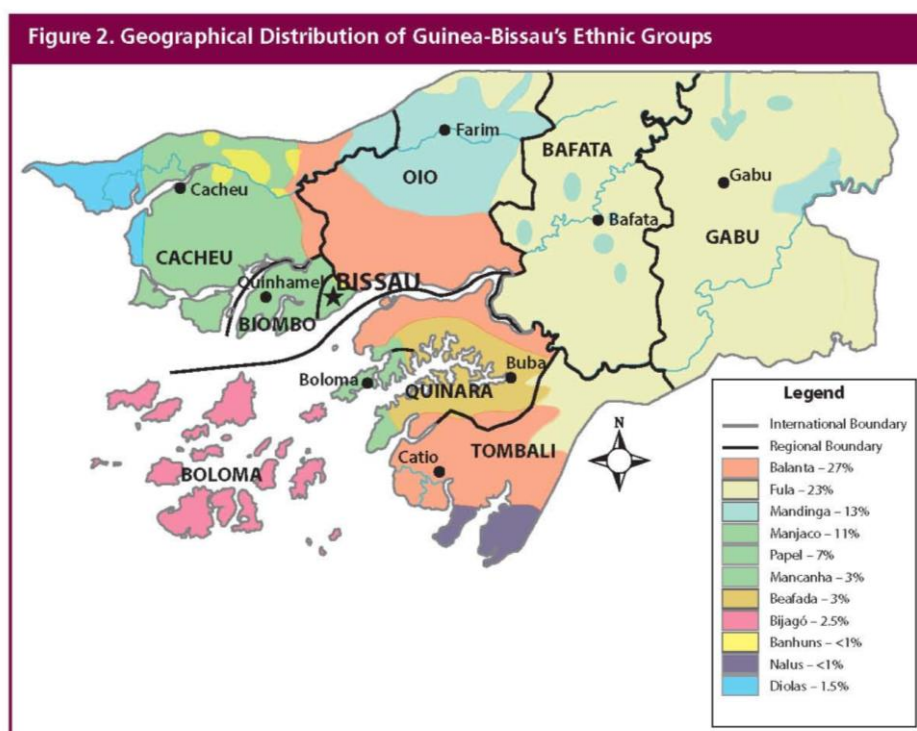 Figure 2. Geographical Distribution of Guinea-Bissau's Ethnic Groups
Farim
BAFATA
OIO
Gabu
Cacheu
Bafata
GABU
CACHEU
Quinhamel
BISSAU
BIOMBO
Boloma
Buba
QUINARA
N
BOLOMA
Catio
TOMBALI
Legend
International Boundary
Regional Boundary
Balanta – 27%
Fula – 23%
Mandinga – 13%
Manjaco – 11%
Papel – 7%
Mancanha – 3%
Beafada – 3%
Bijagó – 2.5%
Banhuns – <1%
Nalus – <1%
Diolas – 1.5%